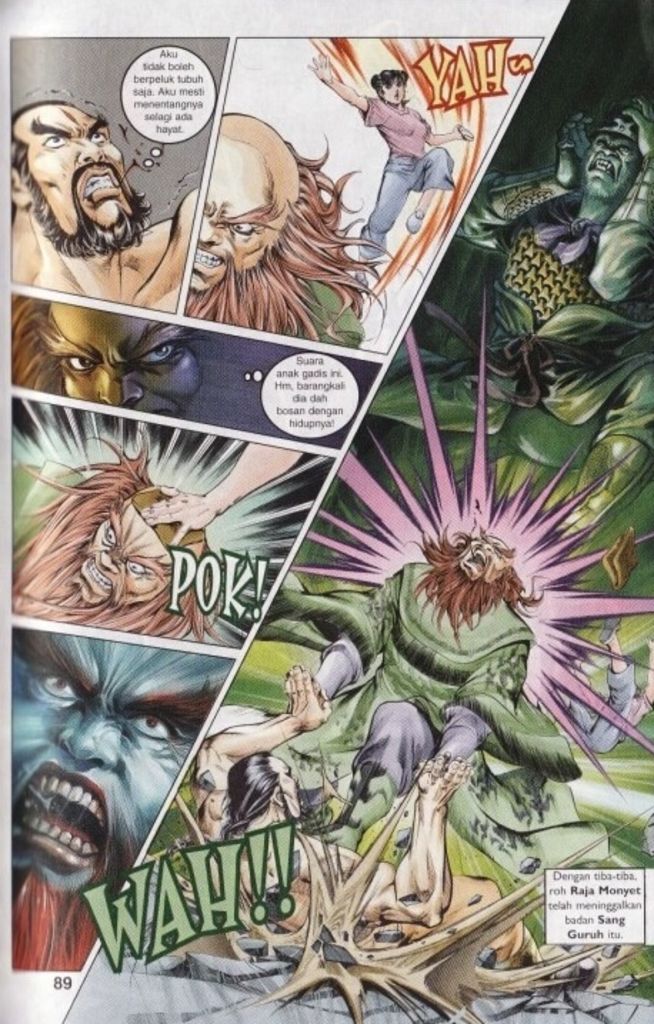 Aku
tidak boleh
berpeluk tubuh
saja. Aku mesti
menentangnya
selagi ada
hayat.
YAH
Suara
anak gadis ini.
Hm, barangkali
dia dah
bosan dengan
hidupnya!
POK!
WAH!!
Dengan tiba-tiba,
roh Raja Monyet
telah meninggalkan
badan Sang
Guruh itu.
89